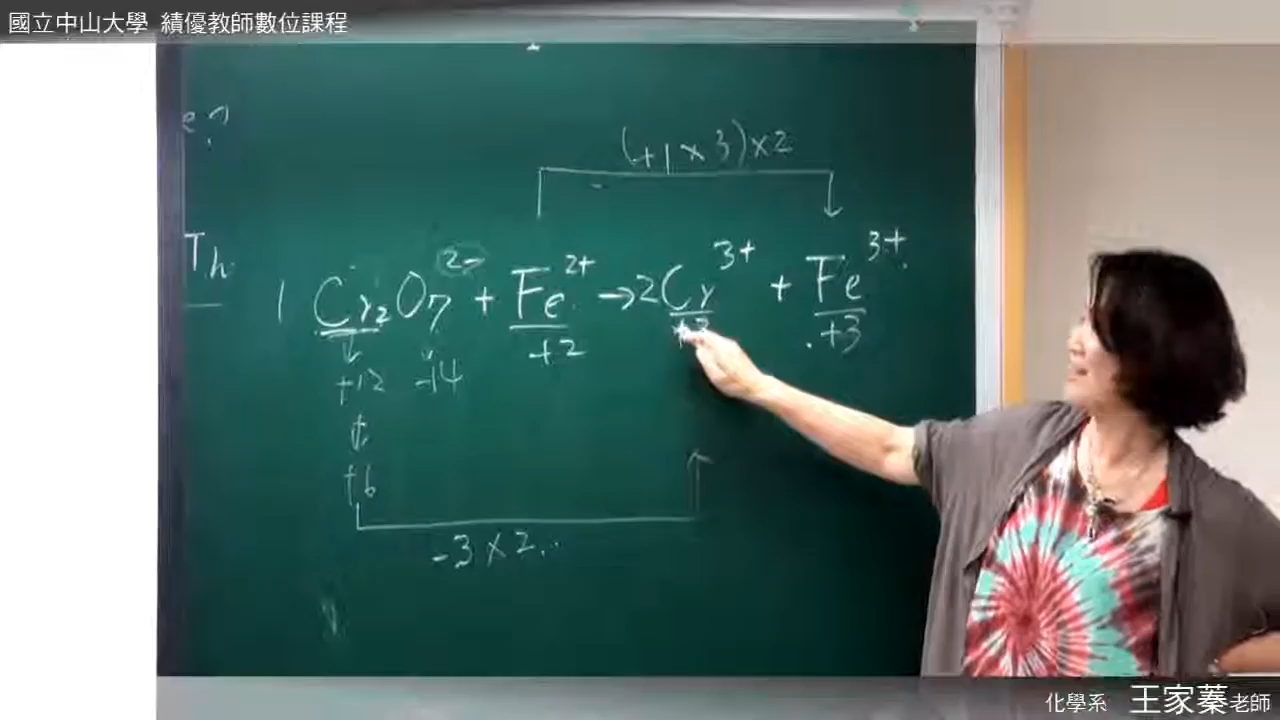 國立中山大學 績優教師數位課程
e?
(+1×3)×2
Th
1 Cr₂O₇²⁻ + Fe²⁺ → 2Cr³⁺ + Fe³⁺
+2 +3 +3
+12 -14
+6
-3×2
化學系 王家蓁老師